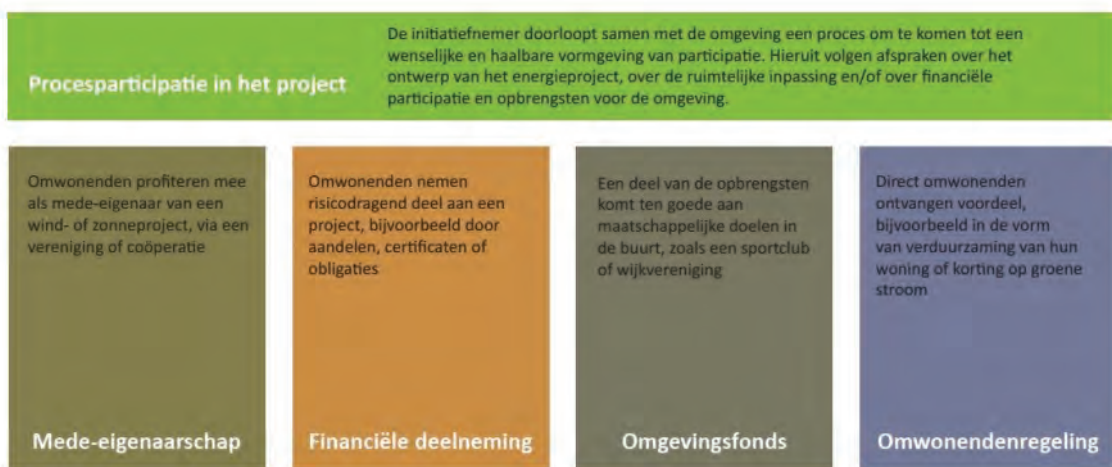 De initiatiefnemer doorloopt samen met de omgeving een proces om te komen tot een
wenselijke en haalbare vormgeving van participatie. Hieruit volgen afspraken over het
ontwerp van het energieproject, over de ruimtelijke inpassing en/of over financiële
participatie en opbrengsten voor de omgeving.
Procesparticipatie in het project
Omwonenden profiteren mee
als mede-eigenaar van een
wind- of zonneproject, via een
vereniging of coöperatie
Mede-eigenaarschap
Omwonenden nemen
risicodragend deel aan een
project, bijvoorbeeld door
aandelen, certificaten of
obligaties
Financiële deelneming
Een deel van de opbrengsten
komt ten goede aan
maatschappelijke doelen in
de buurt, zoals een sportclub
of wijkvereniging
Omgevingsfonds
Direct omwonenden
ontvangen voordeel,
bijvoorbeeld in de vorm
van verduurzaming van hun
woning of korting op groene
stroom
Omwonendenregeling